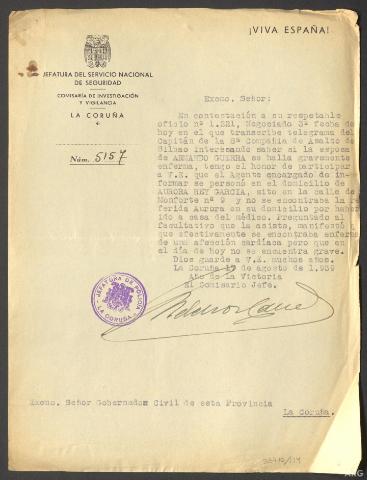 ¡VIVA ESPAÑA!
JEFATURA DEL SERVICIO NACIONAL
DE SEGURIDAD
COMISARÍA DE INVESTIGACIÓN
Y VIGILANCIA
LA CORUÑA
Núm. 5157
Excmo. Señor:
En contestación a su respetable
oficio nº 1.221, Negociado 3º fecha de
hoy en el que transcribe telegrama del
Capitán de la 8ª Compañía de Asalto de
Bilbao interesando saber si la esposa
de ARMANDO GUERRA se halla gravemente
enferma, tengo el honor de participar
a V.E. que el Agente encargado de in-
formar se personó en el domicilio de
AURORA REY GARCIA, sito en la calle de
Monforte nº 9 y no se encontraba la re
ferida Aurora en su domicilio por haber
ido a casa del médico. Preguntado al
facultativo que la asiste, manifestó
que efectivamente se encontraba enferma
de una afección cardíaca pero que en
el día de hoy no se encuentra grave.
Dios guarde a V.E. muchos años.
La Coruña 17 agosto de 1.939
Año de la Victoria
El Comisario Jefe.
JEFATURA DE POLICIA
LA CORUÑA
Excmo. Señor Gobernador Civil de esta Provincia
La Coruña.